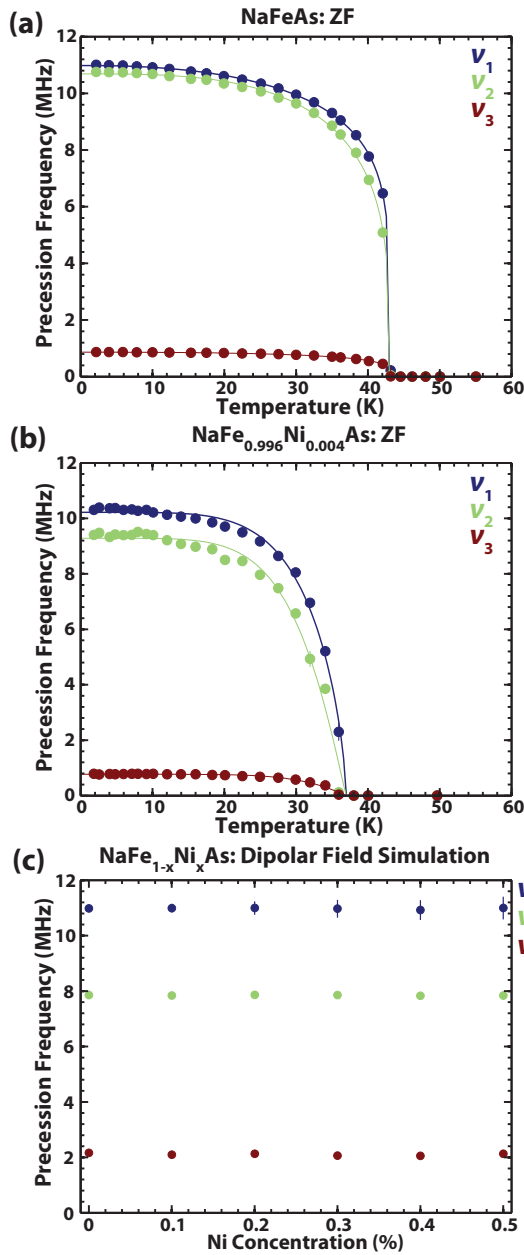 (a) NaFeAs: ZF
12
10
8
6
4
2
0
Precession Frequency (MHz)
ν1
ν2
ν3
0 10 20 30 40 50 60
Temperature (K)
(b) NaFe0.996Ni0.004As: ZF
12
10
8
6
4
2
0
Precession Frequency (MHz)
ν1
ν2
ν3
0 10 20 30 40 50 60
Temperature (K)
(c) NaFe1-xNixAs: Dipolar Field Simulation
12
10
8
6
4
2
0
Precession Frequency (MHz)
0 0.1 0.2 0.3 0.4 0.5
Ni Concentration (%)